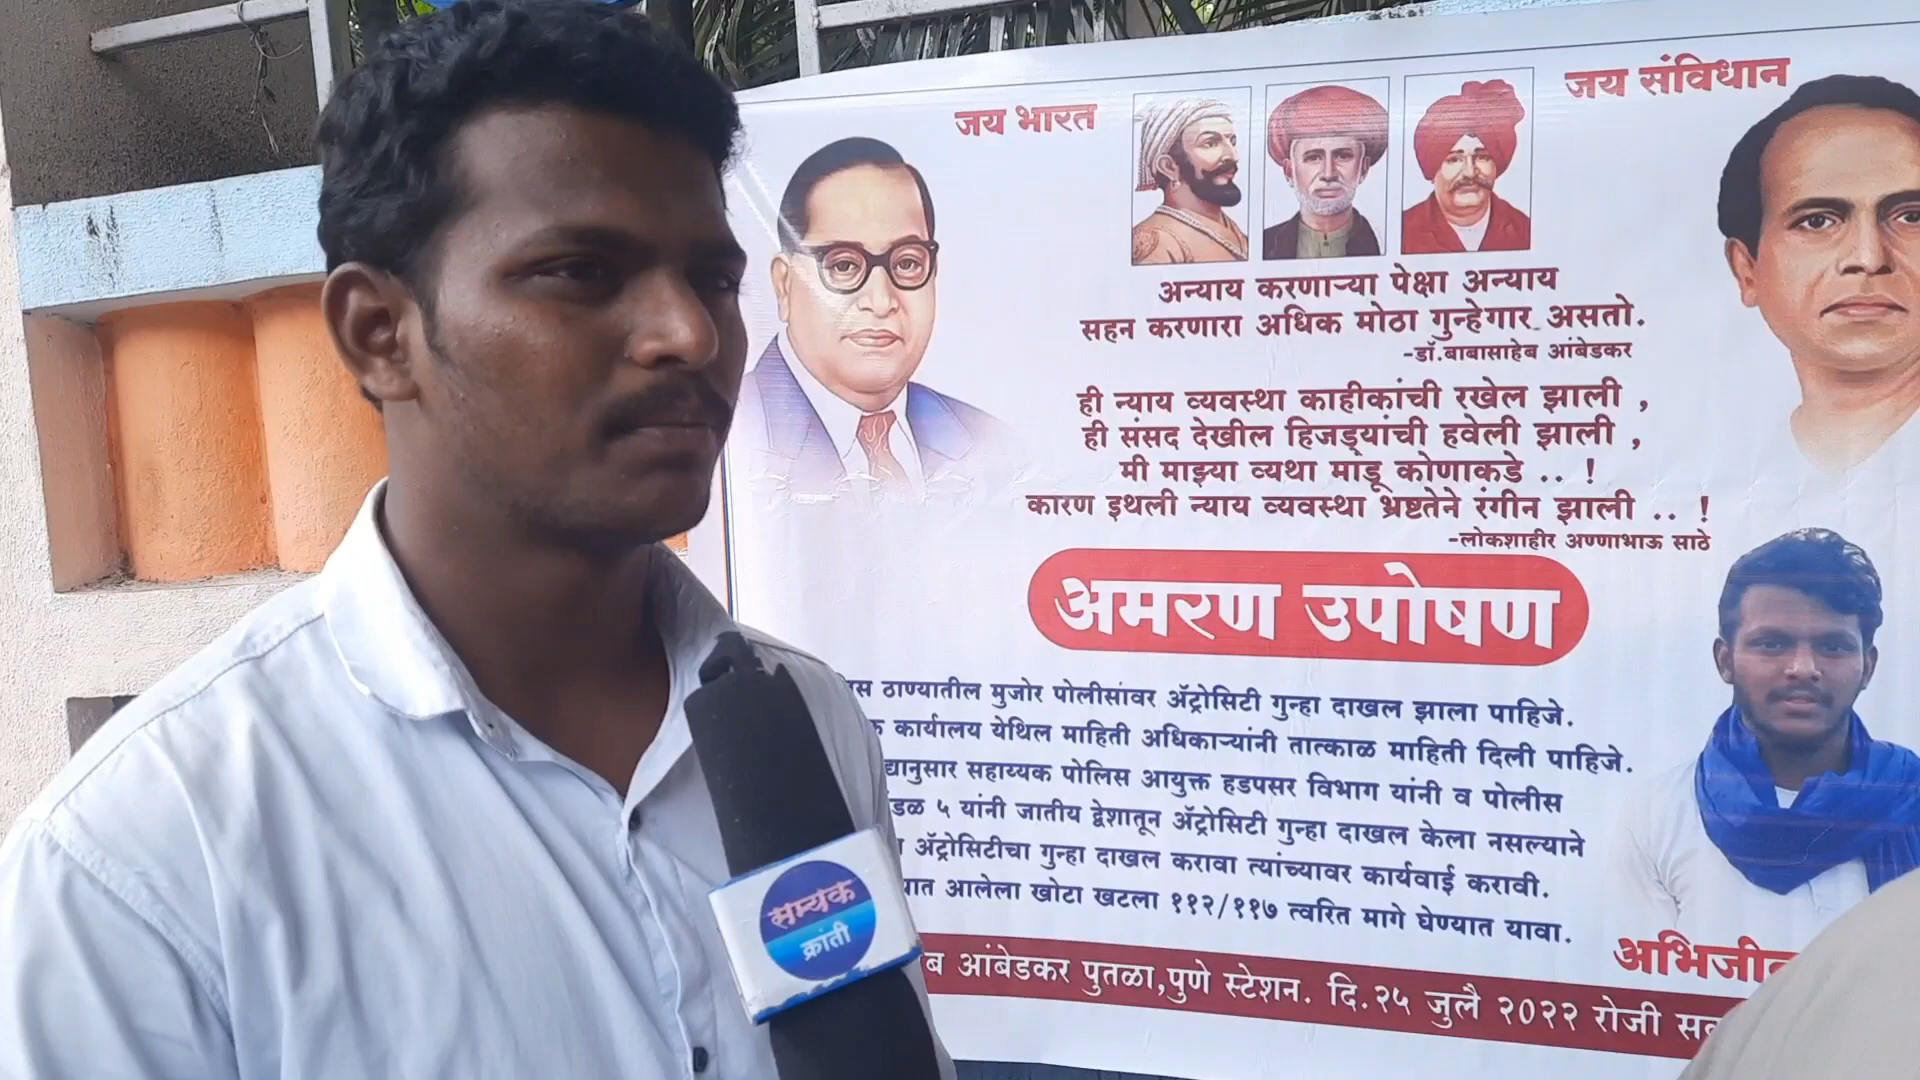 जय भारत
जय संविधान
अन्याय करणाऱ्या पेक्षा अन्याय
सहन करणारा अधिक मोठा गुन्हेगार असतो.
-डॉ.बाबासाहेब आंबेडकर
ही न्याय व्यवस्था काहीकांची रखेल झाली ,
ही संसद देखील हिजड्यांची हवेली झाली ,
मी माझ्या व्यथा मांडू कोणाकडे .. !
कारण इथली न्याय व्यवस्था भ्रष्टतेने रंगीन झाली .. !
-लोकशाहीर अण्णाभाऊ साठे
अमरण उपोषण
ठाण्यातील मुजोर पोलीसांवर ॲट्रोसिटी गुन्हा दाखल झाला पाहिजे.
कार्यालय येथिल माहिती अधिकाऱ्यांनी तात्काळ माहिती दिली पाहिजे.
सहाय्यक पोलिस आयुक्त हडपसर विभाग यांनी व पोलीस
५ यांनी जातीय द्वेशातून ॲट्रोसिटी गुन्हा दाखल केला नसल्याने
ॲट्रोसिटीचा गुन्हा दाखल करावा त्यांच्यावर कार्यवाई करावी.
आलेला खोटा खटला ११२/११७ त्वरित मागे घेण्यात यावा.
अभिजीत
आंबेडकर पुतळा,पुणे स्टेशन. दि.२५ जुलै २०२२ रोजी
सम्यक
क्रांती